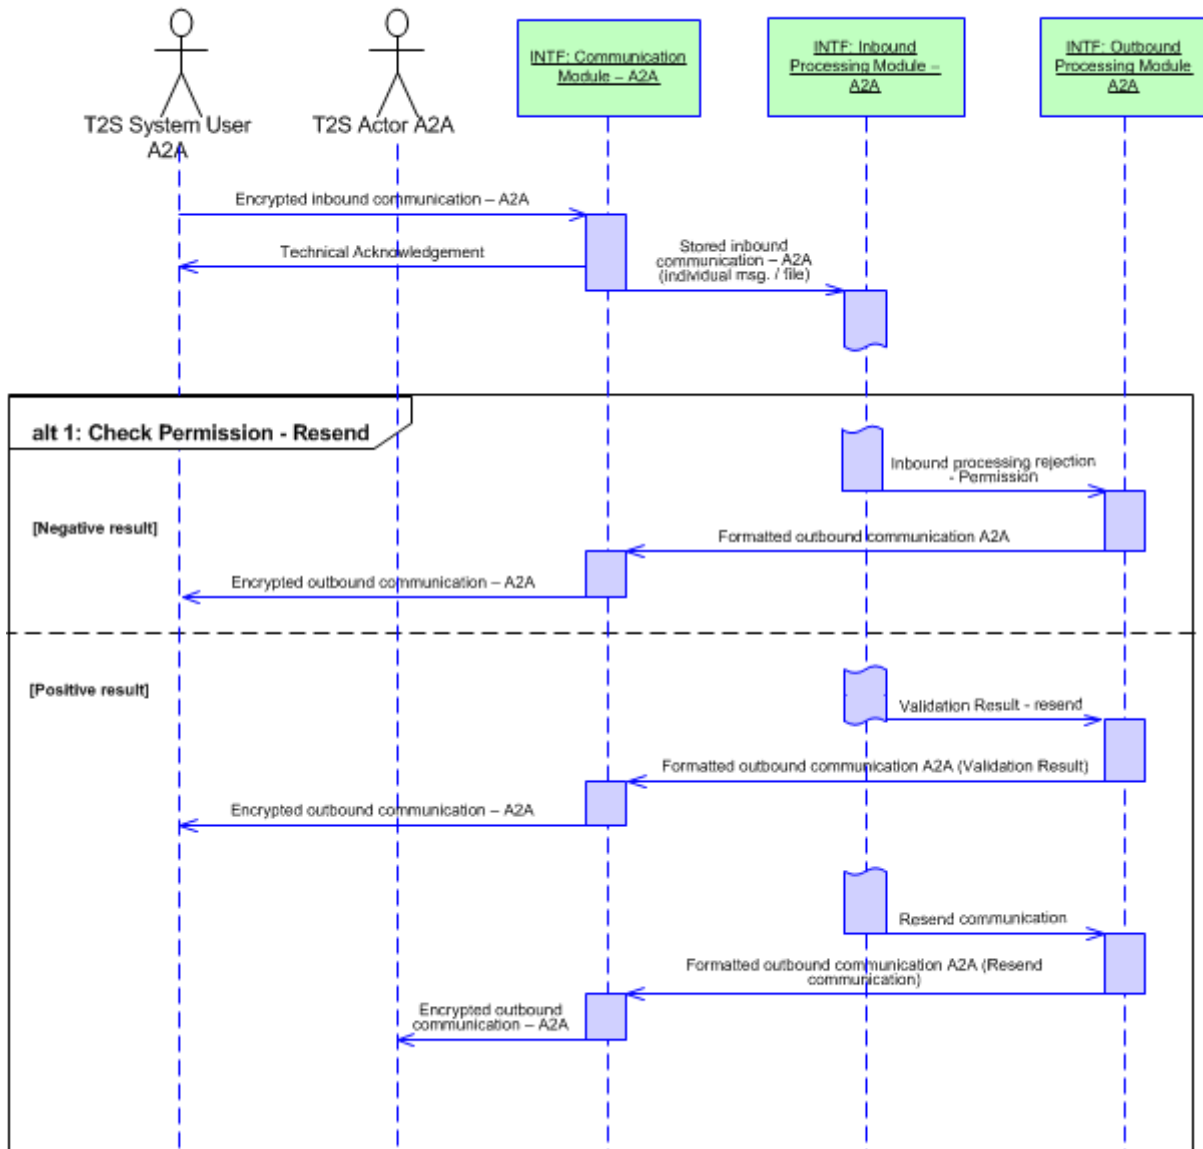 T2S System User
A2A
T2S Actor A2A
INTF: Communication
Module – A2A
INTF: Inbound
Processing Module –
A2A
INTF: Outbound
Processing Module
A2A
Encrypted inbound communication – A2A
Technical Acknowledgement
Stored inbound
communication – A2A
(individual msg. / file)
alt 1: Check Permission - Resend
Inbound processing rejection
- Permission
[Negative result]
Formatted outbound communication A2A
Encrypted outbound communication – A2A
[Positive result]
Validation Result - resend
Formatted outbound communication A2A (Validation Result)
Encrypted outbound communication – A2A
Resend communication
Formatted outbound communication A2A (Resend
communication)
Encrypted outbound
communication – A2A